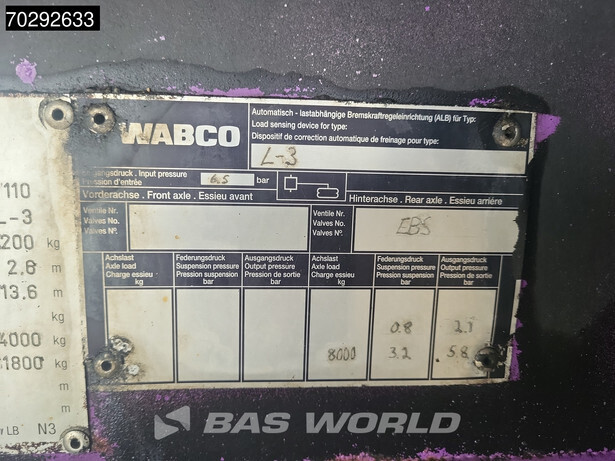 70292633
WABCO
Automatisch - lastabhängige Bremskraftregeleinrichtung (ALB) für Typ:
Load sensing device for type:
Dispositif de correction automatique de freinage pour type:
L-3
Input pressure
Pression d'entrée
6.5 bar
Vorderachse . Front axle . Essieu avant
Hinterachse . Rear axle . Essieu arrière
Ventile Nr.
Valves No.
Valves N°.
Ventile Nr.
Valves No.
Valves N°.
EBS
Achslast
Axle load
Charge essieu
kg
Federungsdruck
Suspension pressure
Pression suspension
bar
Ausgangsdruck
Output pressure
Pression de sortie
bar
Achslast
Axle load
Charge essieu
kg
Federungsdruck
Suspension pressure
Pression suspension
bar
Ausgangsdruck
Output pressure
Pression de sortie
bar
0.8 2.1
8000 3.2 5.8
110
-3
200 kg
2.6 m
13.6 m
kg
4000 kg
1800 kg
m
m
LB N3
BAS WORLD